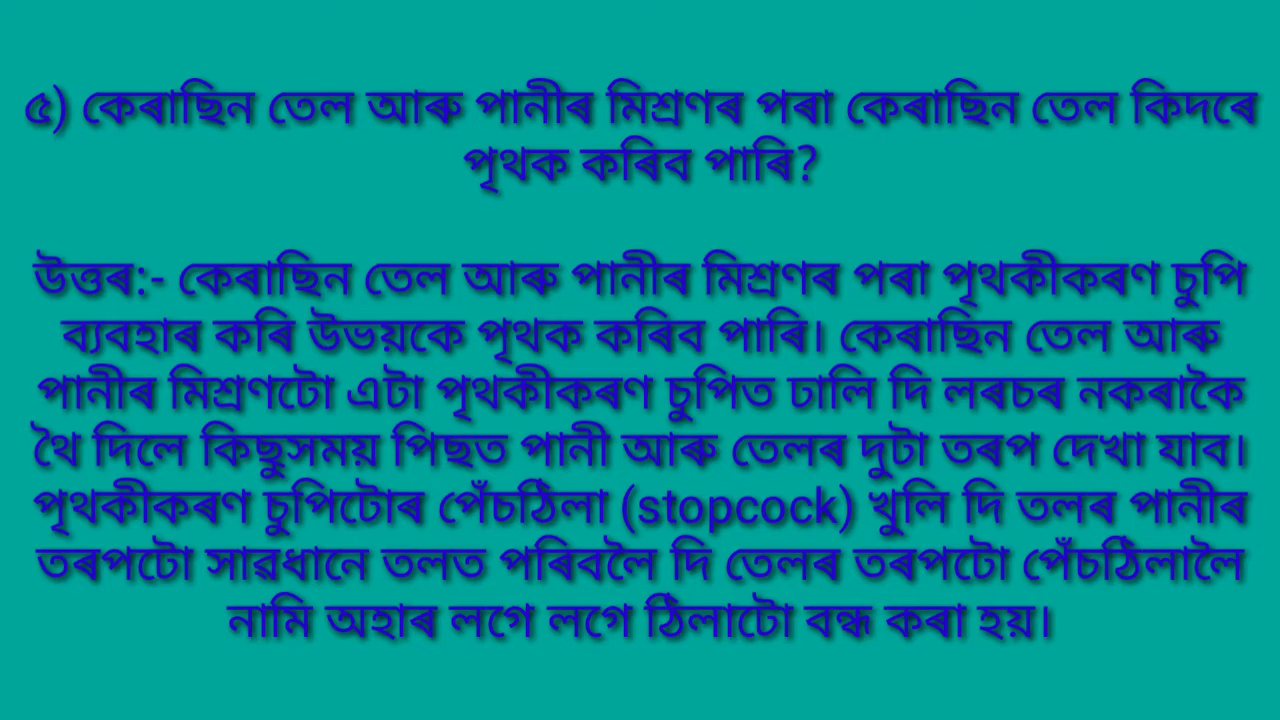 ৫) কেৰাছিন তেল আৰু পানীৰ মিশ্ৰণৰ পৰা কেৰাছিন তেল কিদৰে
পৃথক কৰিব পাৰি?
উত্তৰ:- কেৰাছিন তেল আৰু পানীৰ মিশ্ৰণৰ পৰা পৃথকীকৰণ চুপি
ব্যবহাৰ কৰি উভয়কে পৃথক কৰিব পাৰি। কেৰাছিন তেল আৰু
পানীৰ মিশ্ৰণটো এটা পৃথকীকৰণ চুপিত ঢালি দি লৰচৰ নকৰাকৈ
থৈ দিলে কিছুসময় পিছত পানী আৰু তেলৰ দুটা তৰপ দেখা যাব।
পৃথকীকৰণ চুপিটোৰ পেঁচঠিলা (stopcock) খুলি দি তলৰ পানীৰ
তৰপটো সাৱধানে তলত পৰিবলৈ দি তেলৰ তৰপটো পেঁচঠিলালৈ
নামি অহাৰ লগে লগে ঠিলাটো বন্ধ কৰা হয়।